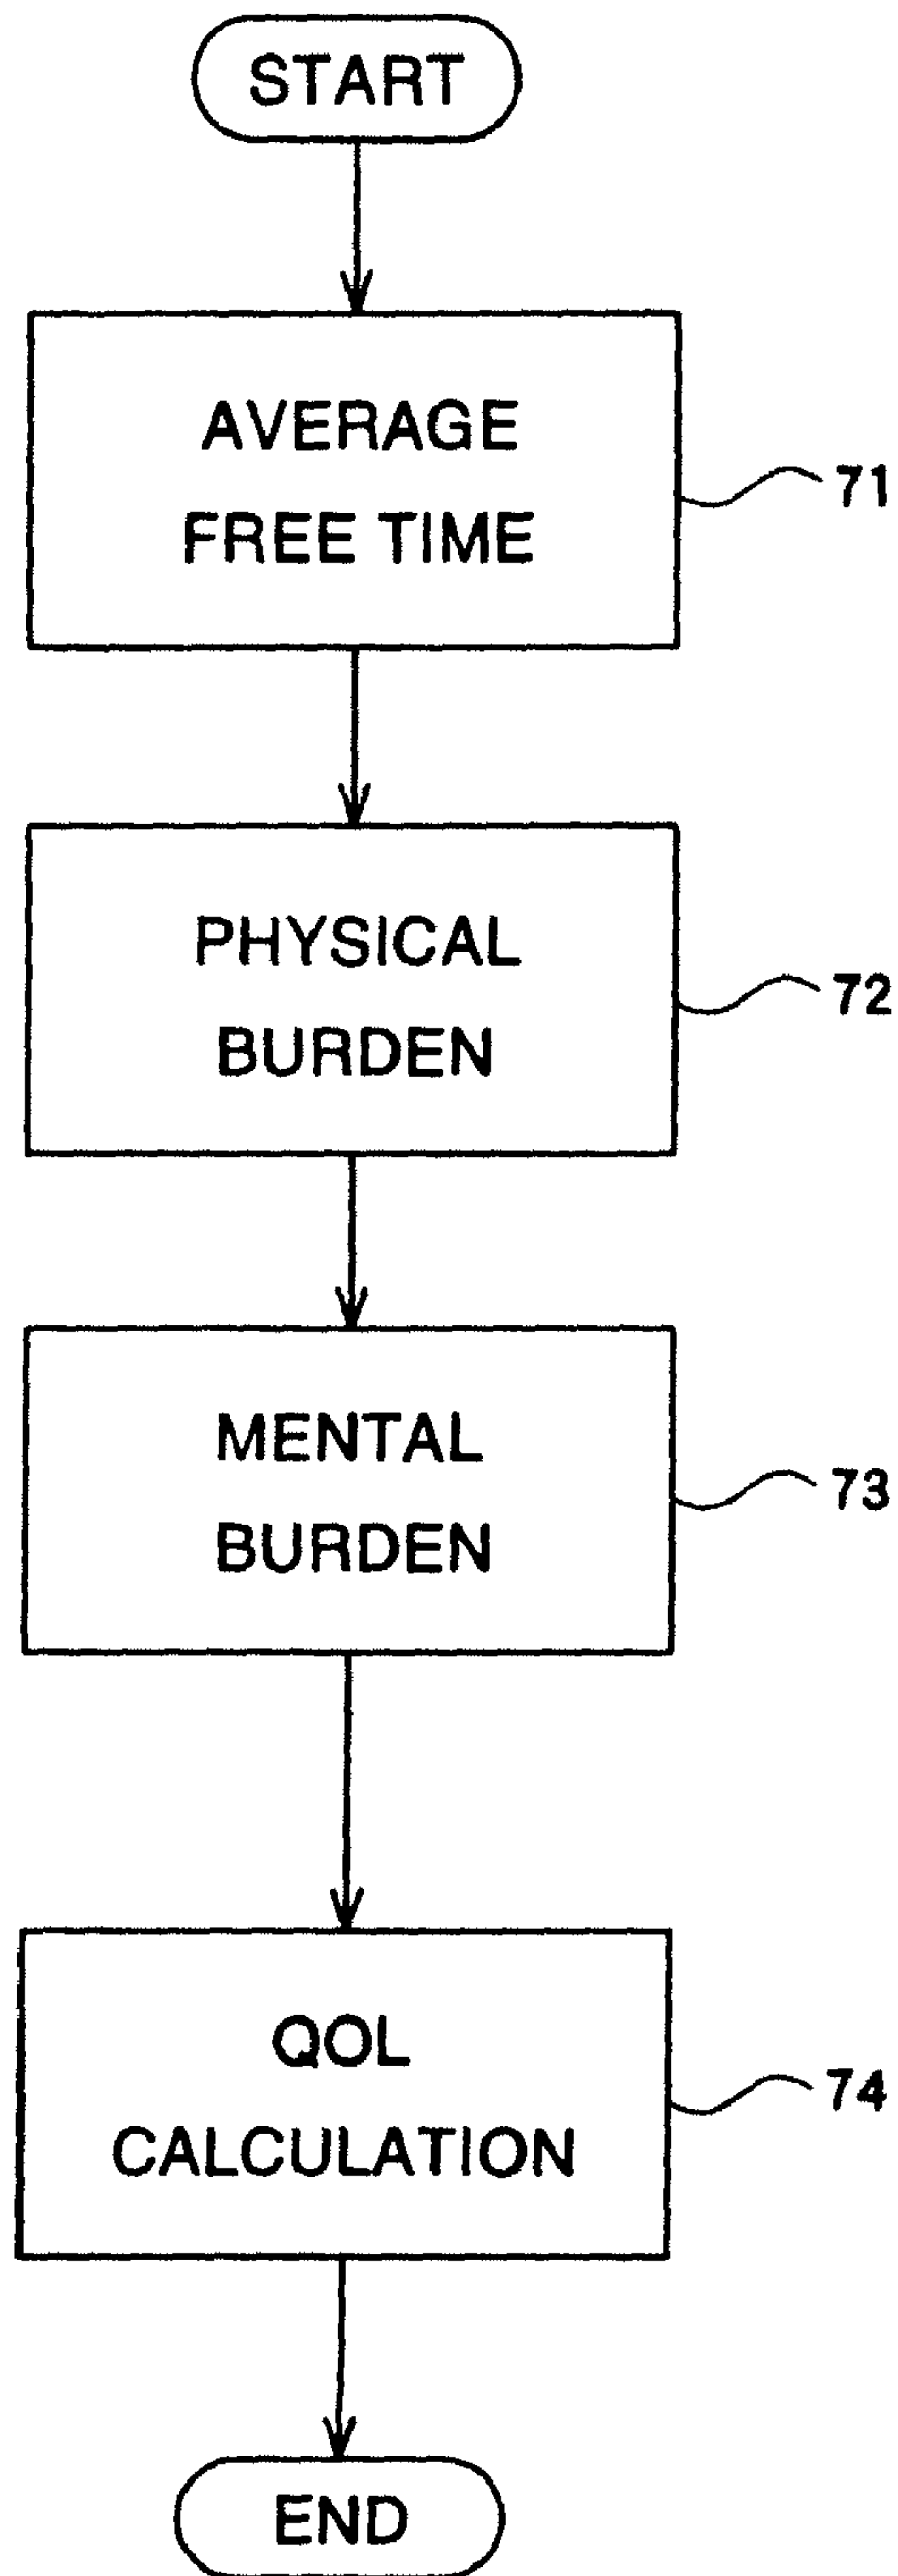 START
AVERAGE
FREE TIME
71
PHYSICAL
BURDEN
72
MENTAL
BURDEN
73
QOL
CALCULATION
74
END